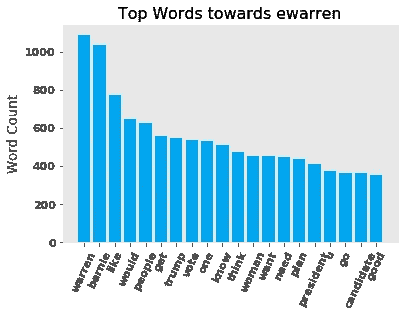 Top Words towards ewarren
Word Count
1000
800
600
400
200
0
warren
bernie
like
would
people
get
trump
vote
one
know
think
woman
want
need
plan
president
u
go
candidate
good